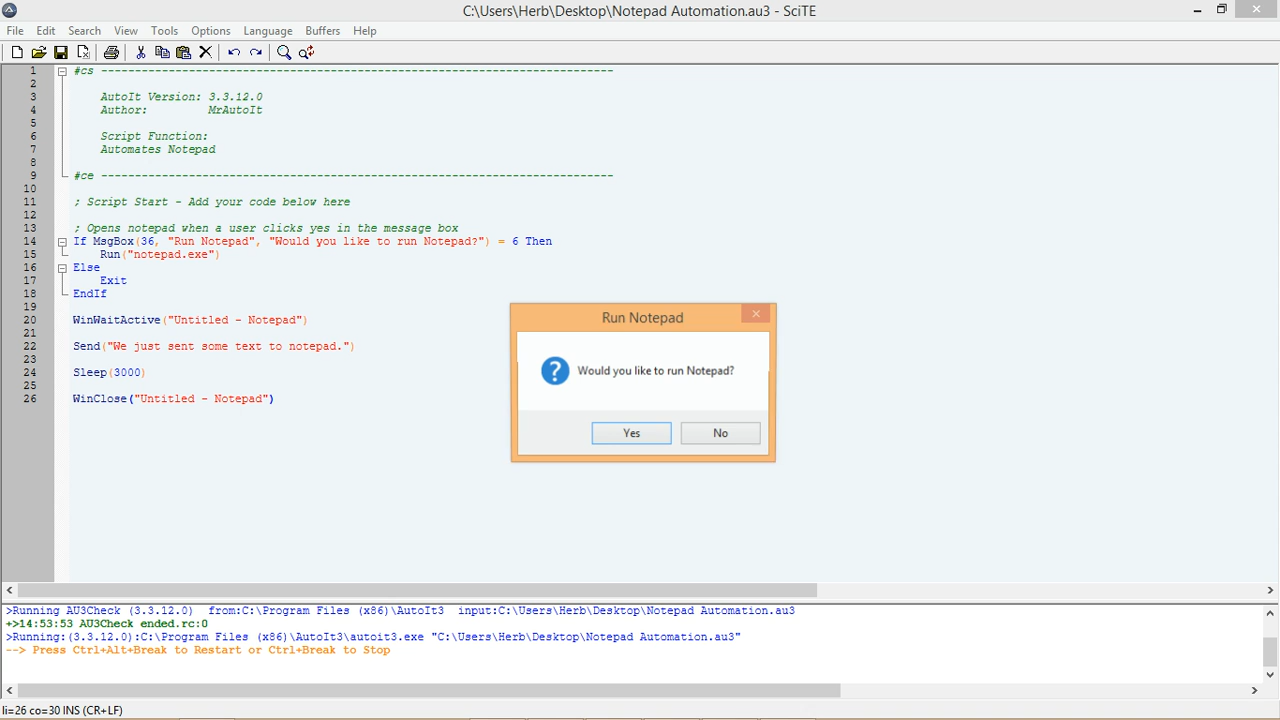 C:\Users\Herb\Desktop\Notepad Automation.au3 - SciTE
File Edit Search View Tools Options Language Buffers Help
1 #cs -----------------------------------------------------------------------------
2
3 AutoIt Version: 3.3.12.0
4 Author: MrAutoIt
5
6 Script Function:
7 Automates Notepad
8
9 #ce -----------------------------------------------------------------------------
10
11 ; Script Start - Add your code below here
12
13 ; Opens notepad when a user clicks yes in the message box
14 If MsgBox(36, "Run Notepad", "Would you like to run Notepad?") = 6 Then
15 Run("notepad.exe")
16 Else
17 Exit
18 EndIf
19
20 WinWaitActive("Untitled - Notepad")
21
22 Send("We just sent some text to notepad.")
23
24 Sleep(3000)
25
26 WinClose("Untitled - Notepad")
Run Notepad
Would you like to run Notepad?
Yes No
>Running AU3Check (3.3.12.0) from:C:\Program Files (x86)\AutoIt3 input:C:\Users\Herb\Desktop\Notepad Automation.au3
+>14:53:53 AU3Check ended.rc:0
>Running:(3.3.12.0):C:\Program Files (x86)\AutoIt3\autoit3.exe "C:\Users\Herb\Desktop\Notepad Automation.au3"
--> Press Ctrl+Alt+Break to Restart or Ctrl+Break to Stop
li=26 co=30 INS (CR+LF)